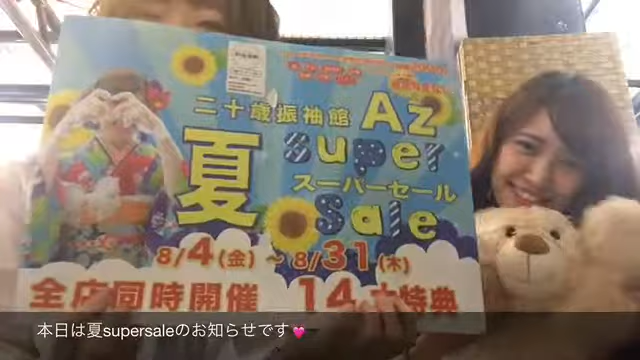 二十歳振袖館 Az
夏
super
スーパーセール
Sale
8/4(金)～8/31(木)
全店同時開催 14大特典
本日は夏supersaleのお知らせです💓